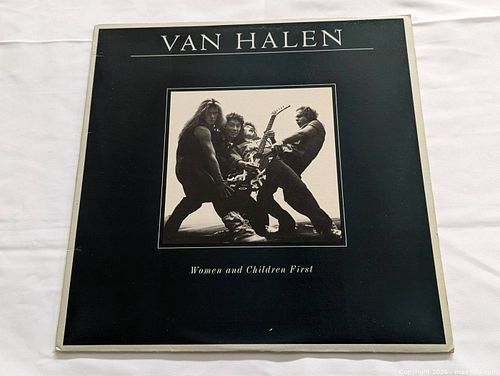 VAN HALEN
Women and Children First